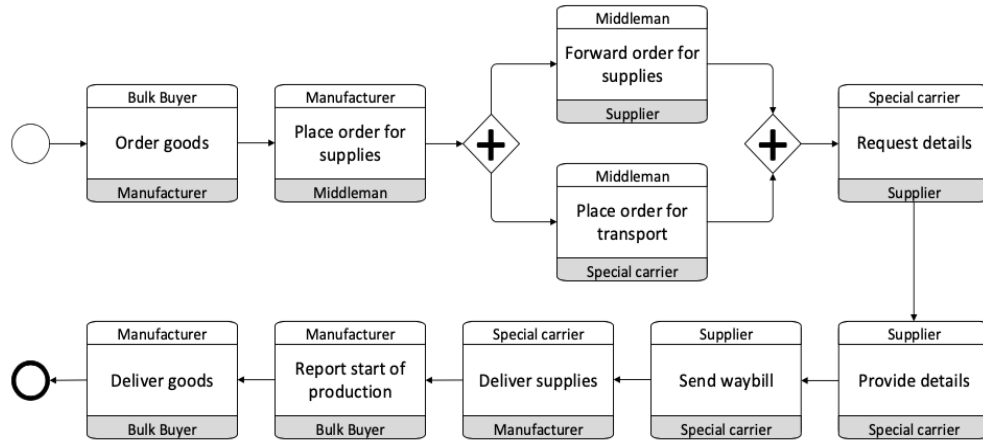 Bulk Buyer
Order goods
Manufacturer
Manufacturer
Place order for
supplies
Middleman
Middleman
Forward order for
supplies
Supplier
Middleman
Place order for
transport
Special carrier
Special carrier
Request details
Supplier
Manufacturer
Deliver goods
Bulk Buyer
Manufacturer
Report start of
production
Bulk Buyer
Special carrier
Deliver supplies
Manufacturer
Supplier
Send waybill
Special carrier
Supplier
Provide details
Special carrier